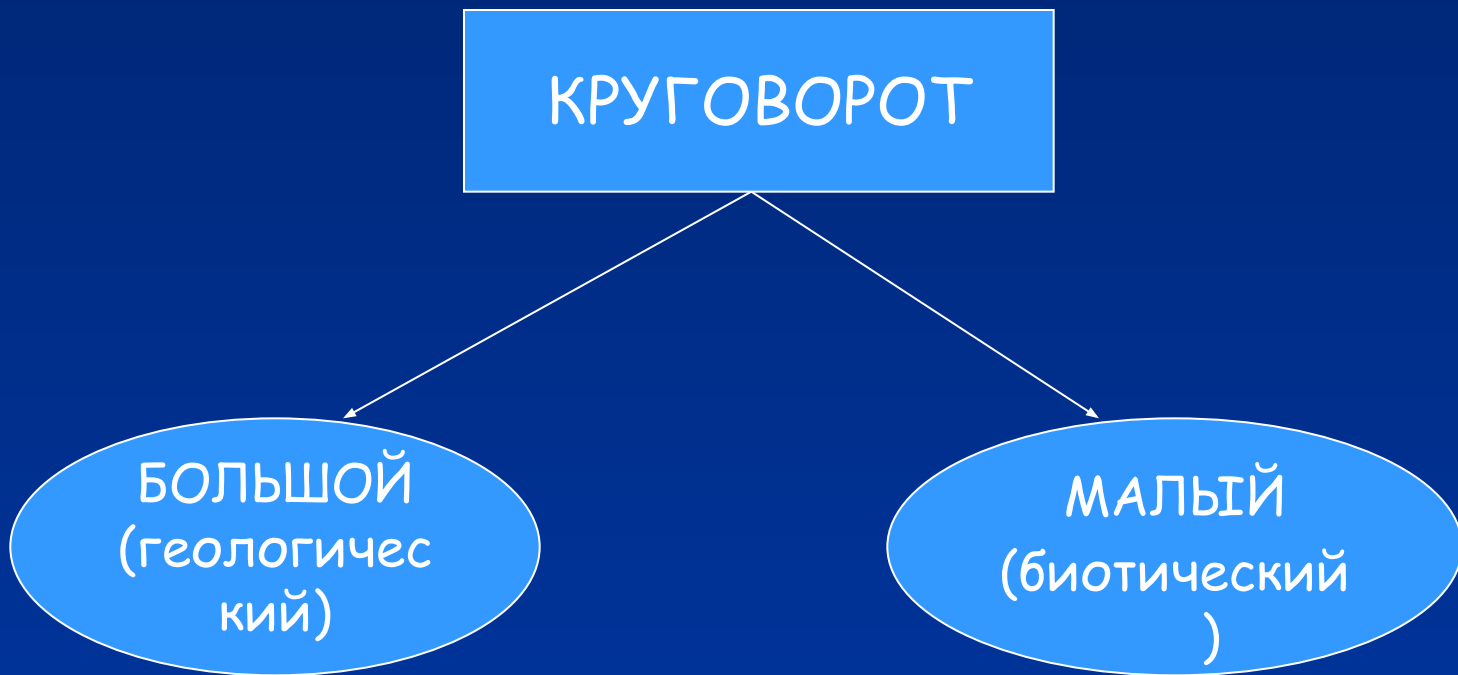 КРУГОВОРОТ
БОЛЬШОЙ
(геологичес
кий)
МАЛЫЙ
(биотический
)